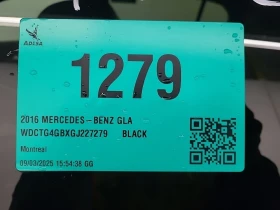 ADESA
1279
2016 MERCEDES-BENZ GLA
WDCTG4GBXGJ227279 BLACK
Montreal
09/03/2025 15:54:38 GG